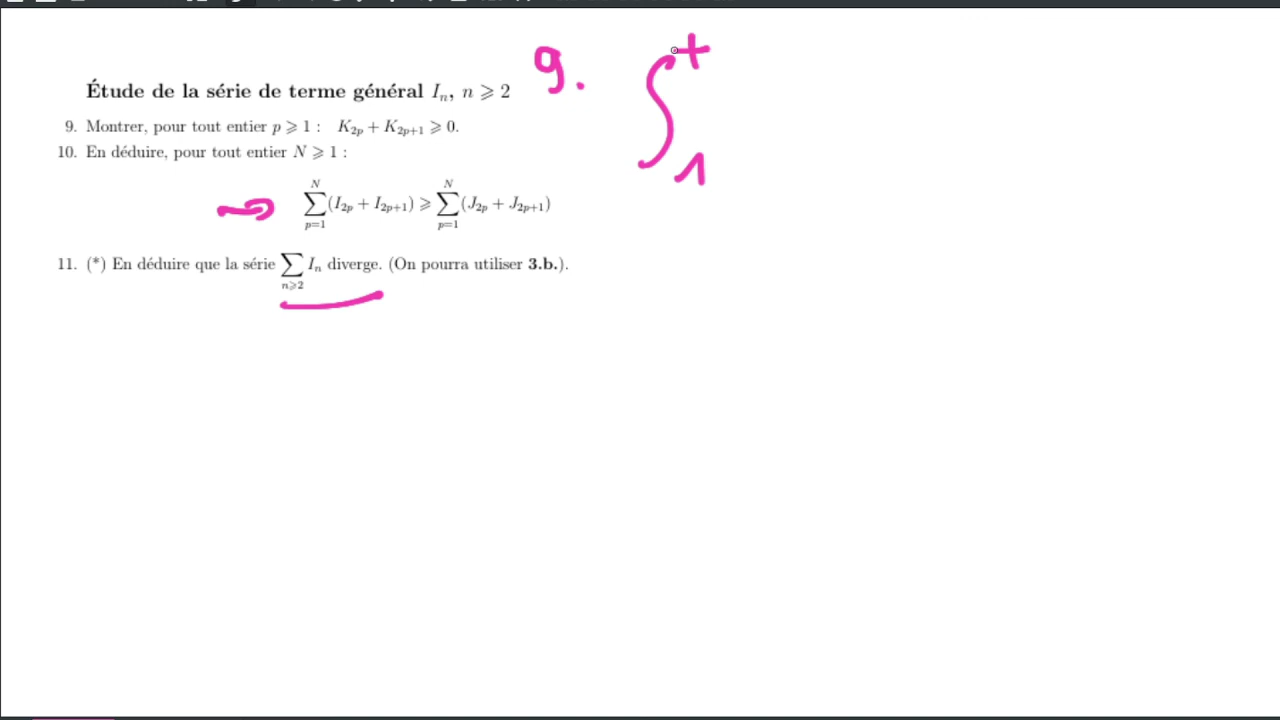 Étude de la série de terme général Iₙ, n ⩾ 2
9.
∫₁⁺
9. Montrer, pour tout entier p ⩾ 1 : K₂ₚ + K₂ₚ₊₁ ⩾ 0.
10. En déduire, pour tout entier N ⩾ 1 :
∑_{p=1}^{N} (I₂ₚ + I₂ₚ₊₁) ⩾ ∑_{p=1}^{N} (J₂ₚ + J₂ₚ₊₁)
11. (*) En déduire que la série ∑_{n⩾2} Iₙ diverge. (On pourra utiliser 3.b.).